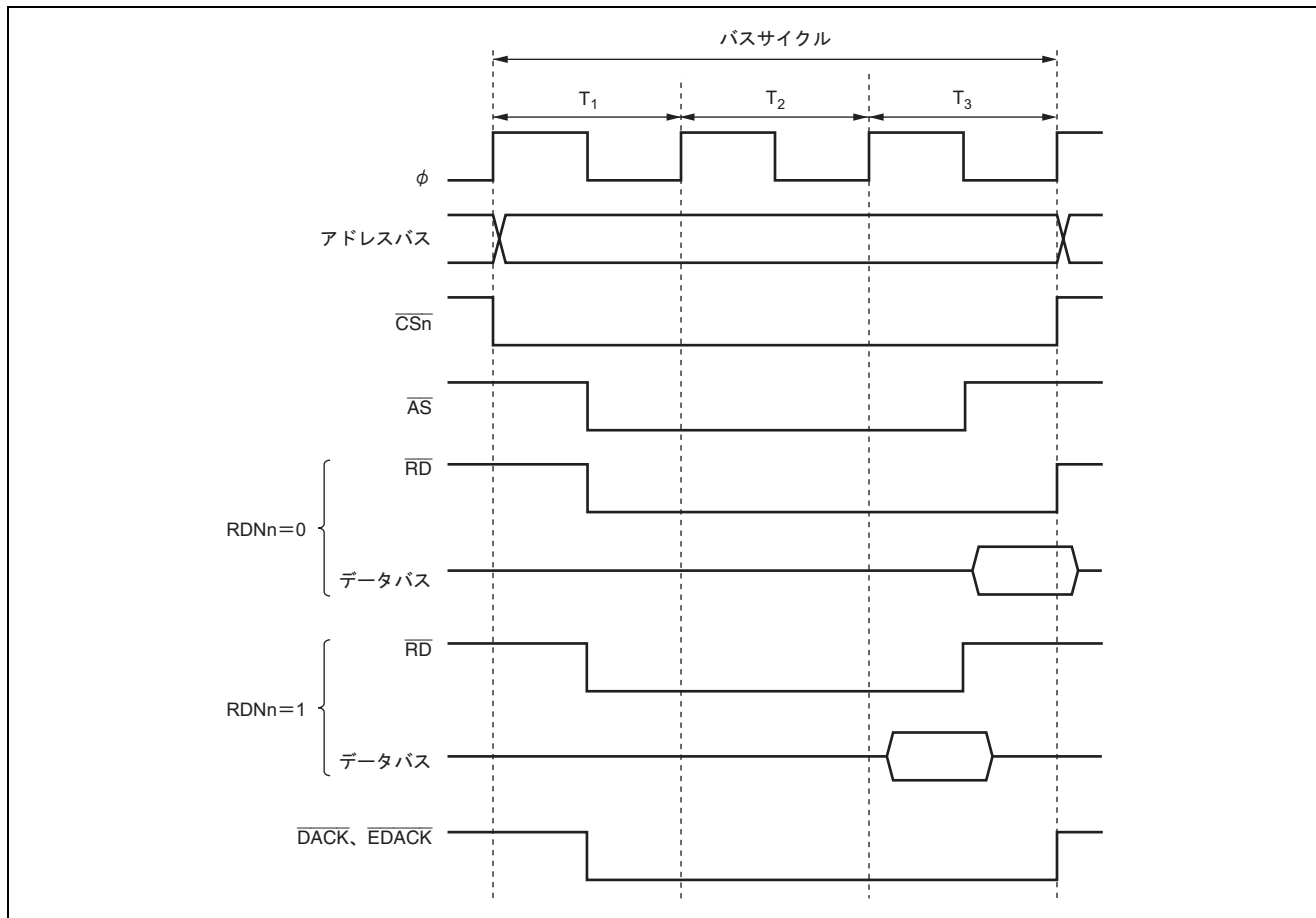 バスサイクル
T1 T2 T3
φ
アドレスバス
CSn
AS
RD
RDNn=0
データバス
RD
RDNn=1
データバス
DACK、EDACK